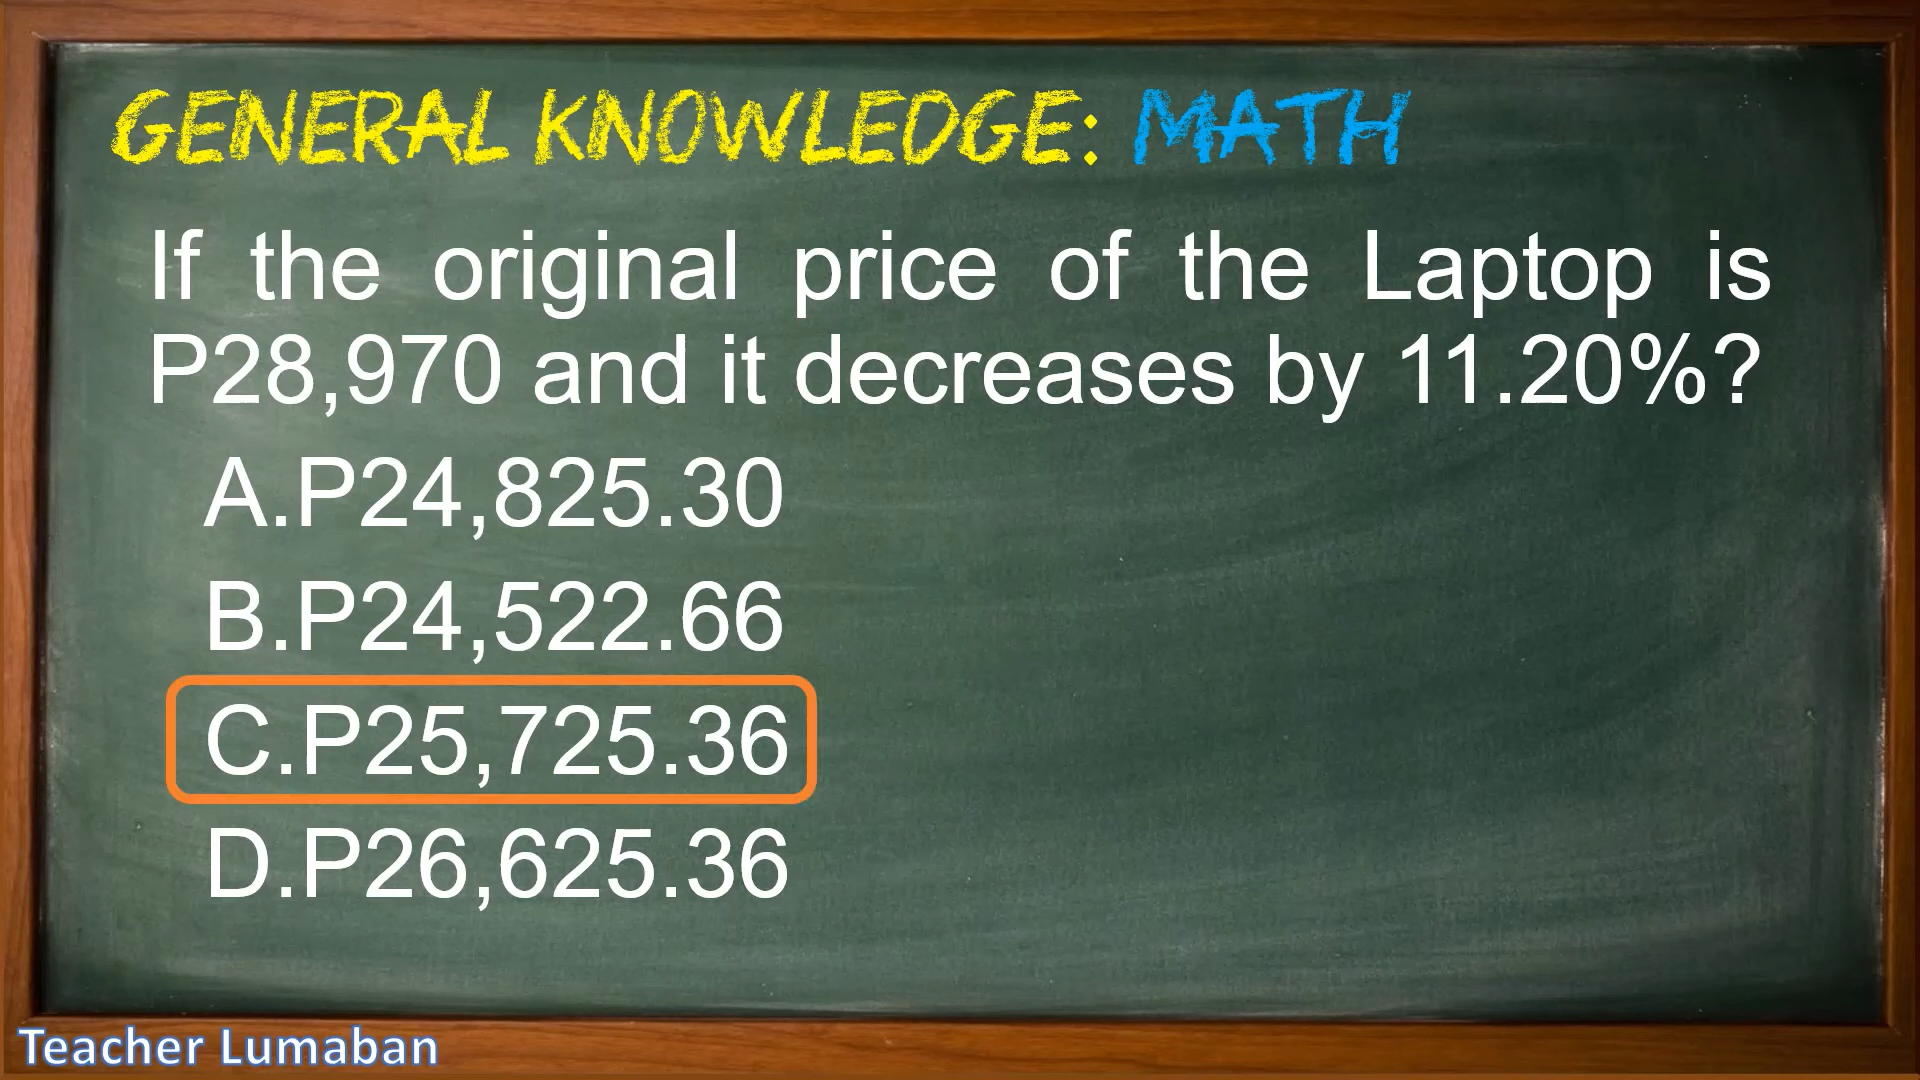 GENERAL KNOWLEDGE: MATH
If the original price of the Laptop is
P28,970 and it decreases by 11.20%?
A.P24,825.30
B.P24,522.66
C.P25,725.36
D.P26,625.36
Teacher Lumaban